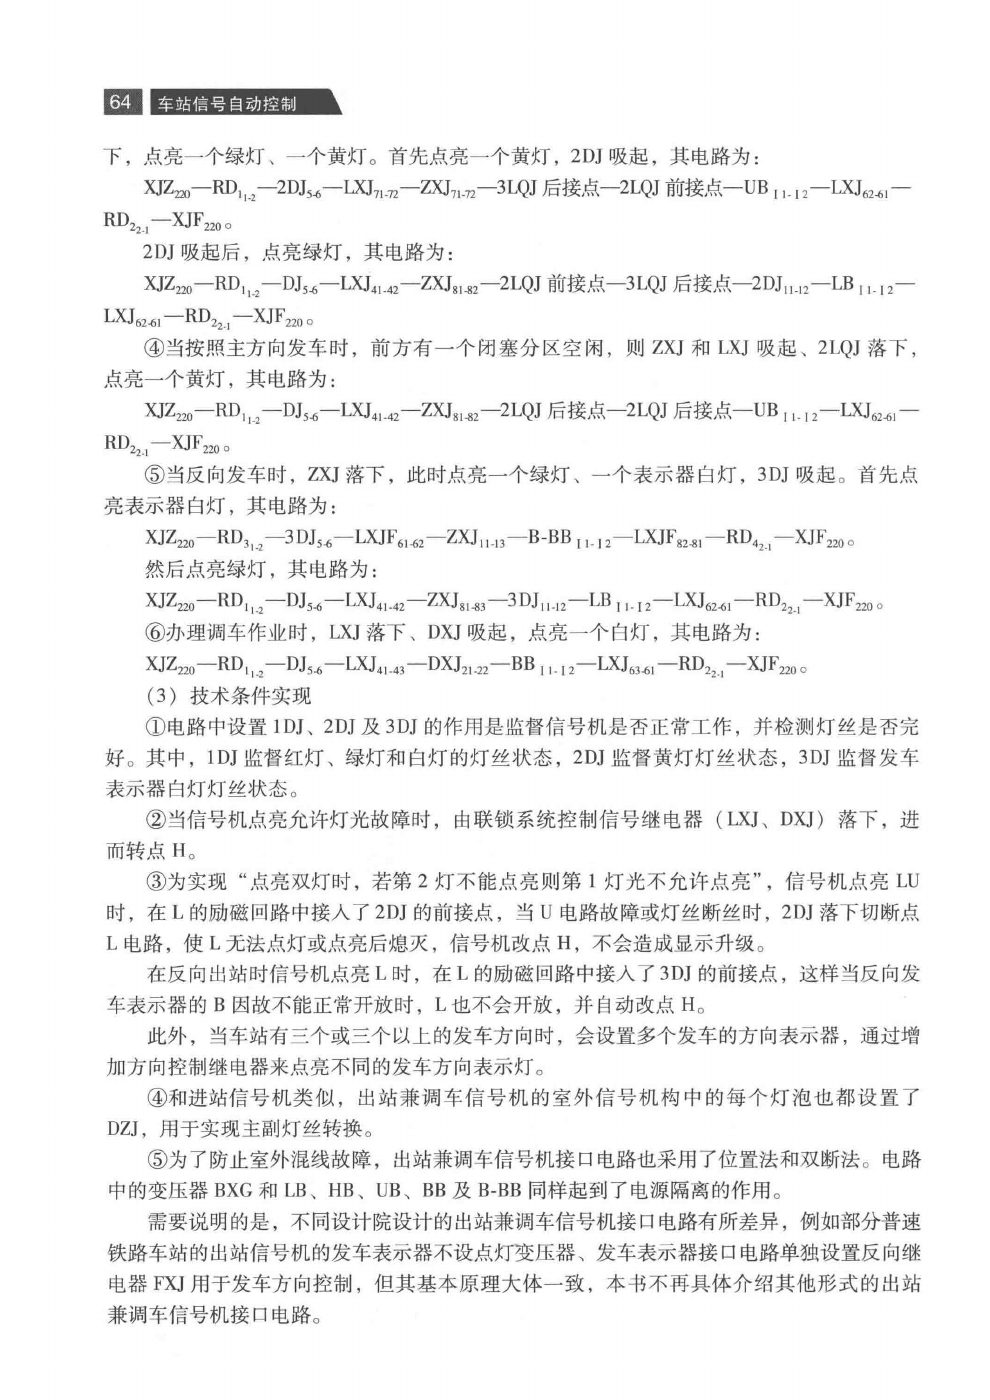 64 车站信号自动控制
下，点亮一个绿灯、一个黄灯。首先点亮一个黄灯，2DJ 吸起，其电路为：
XJZ220—RD1 1-2—2DJ5-6—LXJ71-72—ZXJ71-72—3LQJ 后接点—2LQJ 前接点—UB I 1- I 2—LXJ62-61—
RD2 2-1—XJF220。
2DJ 吸起后，点亮绿灯，其电路为：
XJZ220—RD1 1-2—DJ5-6—LXJ41-42—ZXJ81-82—2LQJ 前接点—3LQJ 后接点—2DJ11-12—LB I 1- I 2—
LXJ62-61—RD2 2-1—XJF220。
④当按照主方向发车时，前方有一个闭塞分区空闲，则 ZXJ 和 LXJ 吸起、2LQJ 落下，
点亮一个黄灯，其电路为：
XJZ220—RD1 1-2—DJ5-6—LXJ41-42—ZXJ81-82—2LQJ 后接点—2LQJ 后接点—UB I 1- I 2—LXJ62-61—
RD2 2-1—XJF220。
⑤当反向发车时，ZXJ 落下，此时点亮一个绿灯、一个表示器白灯，3DJ 吸起。首先点
亮表示器白灯，其电路为：
XJZ220—RD3 1-2—3DJ5-6—LXJF61-62—ZXJ11-13—B-BB I 1- I 2—LXJF82-81—RD4 2-1—XJF220。
然后点亮绿灯，其电路为：
XJZ220—RD1 1-2—DJ5-6—LXJ41-42—ZXJ81-83—3DJ11-12—LB I 1- I 2—LXJ62-61—RD2 2-1—XJF220。
⑥办理调车作业时，LXJ 落下、DXJ 吸起，点亮一个白灯，其电路为：
XJZ220—RD1 1-2—DJ5-6—LXJ41-43—DXJ21-22—BB I 1- I 2—LXJ63-61—RD2 2-1—XJF220。
（3）技术条件实现
①电路中设置 1DJ、2DJ 及 3DJ 的作用是监督信号机是否正常工作，并检测灯丝是否完
好。其中，1DJ 监督红灯、绿灯和白灯的灯丝状态，2DJ 监督黄灯灯丝状态，3DJ 监督发车
表示器白灯灯丝状态。
②当信号机点亮允许灯光故障时，由联锁系统控制信号继电器（LXJ、DXJ）落下，进
而转点 H。
③为实现“点亮双灯时，若第 2 灯不能点亮则第 1 灯光不允许点亮”，信号机点亮 LU
时，在 L 的励磁回路中接入了 2DJ 的前接点，当 U 电路故障或灯丝断丝时，2DJ 落下切断点
L 电路，使 L 无法点灯或点亮后熄灭，信号机改点 H，不会造成显示升级。
在反向出站时信号机点亮 L 时，在 L 的励磁回路中接入了 3DJ 的前接点，这样当反向发
车表示器的 B 因故不能正常开放时，L 也不会开放，并自动改点 H。
此外，当车站有三个或三个以上的发车方向时，会设置多个发车的方向表示器，通过增
加方向控制继电器来点亮不同的发车方向表示灯。
④和进站信号机类似，出站兼调车信号机的室外信号机构中的每个灯泡也都设置了
DZJ，用于实现主副灯丝转换。
⑤为了防止室外混线故障，出站兼调车信号机接口电路也采用了位置法和双断法。电路
中的变压器 BXG 和 LB、HB、UB、BB 及 B-BB 同样起到了电源隔离的作用。
需要说明的是，不同设计院设计的出站兼调车信号机接口电路有所差异，例如部分普速
铁路车站的出站信号机的发车表示器不设点灯变压器、发车表示器接口电路单独设置反向继
电器 FXJ 用于发车方向控制，但其基本原理大体一致，本书不再具体介绍其他形式的出站
兼调车信号机接口电路。